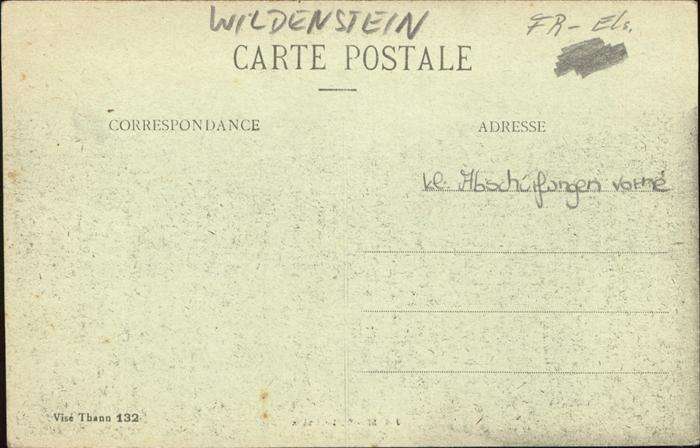 WILDENSTEIN
FR - Els.
CARTE POSTALE
CORRESPONDANCE
ADRESSE
kl. Abschürfungen vorne
Visé Thann 132